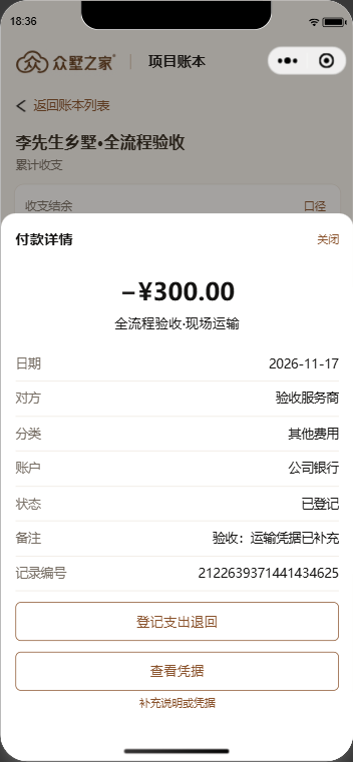 18:36
众墅之家® 项目账本
返回账本列表
李先生乡墅·全流程验收
累计收支
收支结余 口径
付款详情 关闭
−¥300.00
全流程验收·现场运输
日期 2026-11-17
对方 验收服务商
分类 其他费用
账户 公司银行
状态 已登记
备注 验收：运输凭据已补充
记录编号 2122639371441434625
登记支出退回
查看凭据
补充说明或凭据